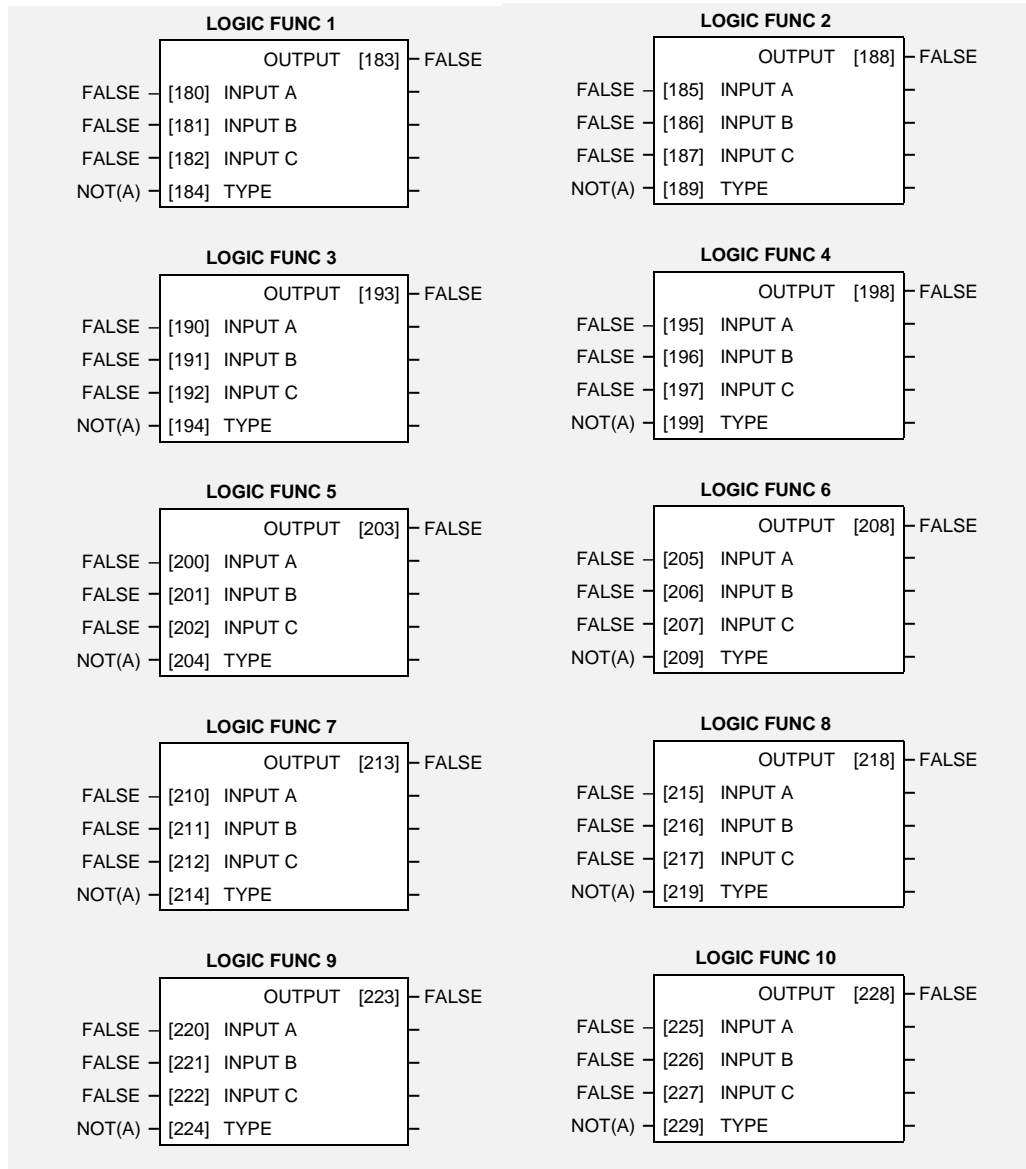 LOGIC FUNC 1
OUTPUT [183] FALSE
FALSE [180] INPUT A
FALSE [181] INPUT B
FALSE [182] INPUT C
NOT(A) [184] TYPE
LOGIC FUNC 2
OUTPUT [188] FALSE
FALSE [185] INPUT A
FALSE [186] INPUT B
FALSE [187] INPUT C
NOT(A) [189] TYPE
LOGIC FUNC 3
OUTPUT [193] FALSE
FALSE [190] INPUT A
FALSE [191] INPUT B
FALSE [192] INPUT C
NOT(A) [194] TYPE
LOGIC FUNC 4
OUTPUT [198] FALSE
FALSE [195] INPUT A
FALSE [196] INPUT B
FALSE [197] INPUT C
NOT(A) [199] TYPE
LOGIC FUNC 5
OUTPUT [203] FALSE
FALSE [200] INPUT A
FALSE [201] INPUT B
FALSE [202] INPUT C
NOT(A) [204] TYPE
LOGIC FUNC 6
OUTPUT [208] FALSE
FALSE [205] INPUT A
FALSE [206] INPUT B
FALSE [207] INPUT C
NOT(A) [209] TYPE
LOGIC FUNC 7
OUTPUT [213] FALSE
FALSE [210] INPUT A
FALSE [211] INPUT B
FALSE [212] INPUT C
NOT(A) [214] TYPE
LOGIC FUNC 8
OUTPUT [218] FALSE
FALSE [215] INPUT A
FALSE [216] INPUT B
FALSE [217] INPUT C
NOT(A) [219] TYPE
LOGIC FUNC 9
OUTPUT [223] FALSE
FALSE [220] INPUT A
FALSE [221] INPUT B
FALSE [222] INPUT C
NOT(A) [224] TYPE
LOGIC FUNC 10
OUTPUT [228] FALSE
FALSE [225] INPUT A
FALSE [226] INPUT B
FALSE [227] INPUT C
NOT(A) [229] TYPE